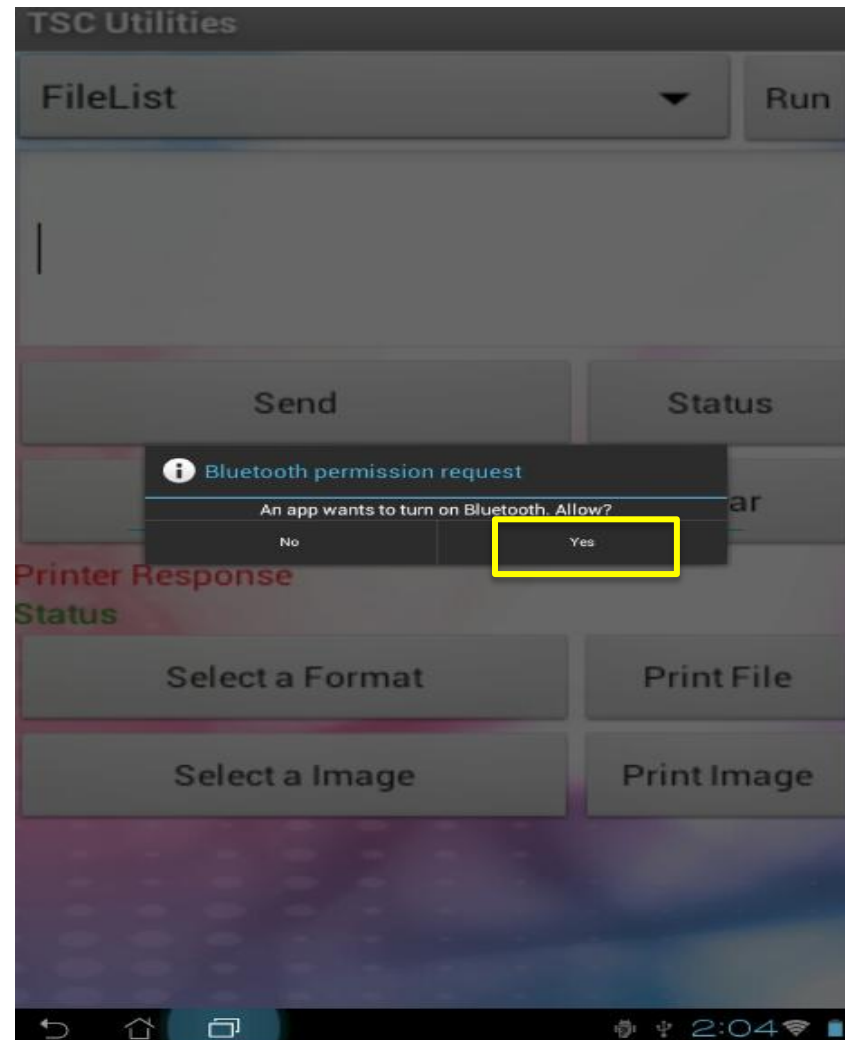 TSC Utilities
FileList
Run
Send
Status
Bluetooth permission request
An app wants to turn on Bluetooth. Allow?
No
Yes
ar
Printer Response
Status
Select a Format
Print File
Select a Image
Print Image
2:04